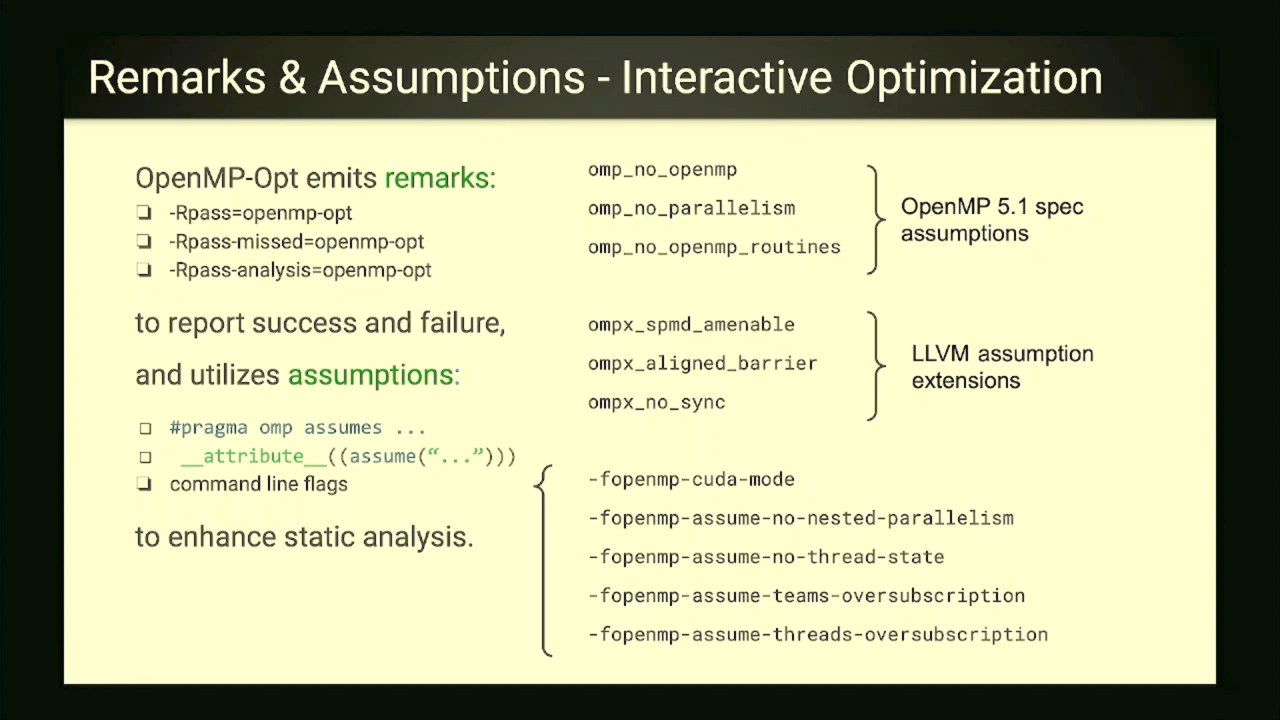 Remarks & Assumptions - Interactive Optimization
OpenMP-Opt emits remarks:
-Rpass=openmp-opt
-Rpass-missed=openmp-opt
-Rpass-analysis=openmp-opt
to report success and failure,
and utilizes assumptions:
#pragma omp assumes ...
__attribute__((assume(“...”)))
command line flags
to enhance static analysis.
omp_no_openmp
omp_no_parallelism
omp_no_openmp_routines
OpenMP 5.1 spec
assumptions
ompx_spmd_amenable
ompx_aligned_barrier
ompx_no_sync
LLVM assumption
extensions
-fopenmp-cuda-mode
-fopenmp-assume-no-nested-parallelism
-fopenmp-assume-no-thread-state
-fopenmp-assume-teams-oversubscription
-fopenmp-assume-threads-oversubscription